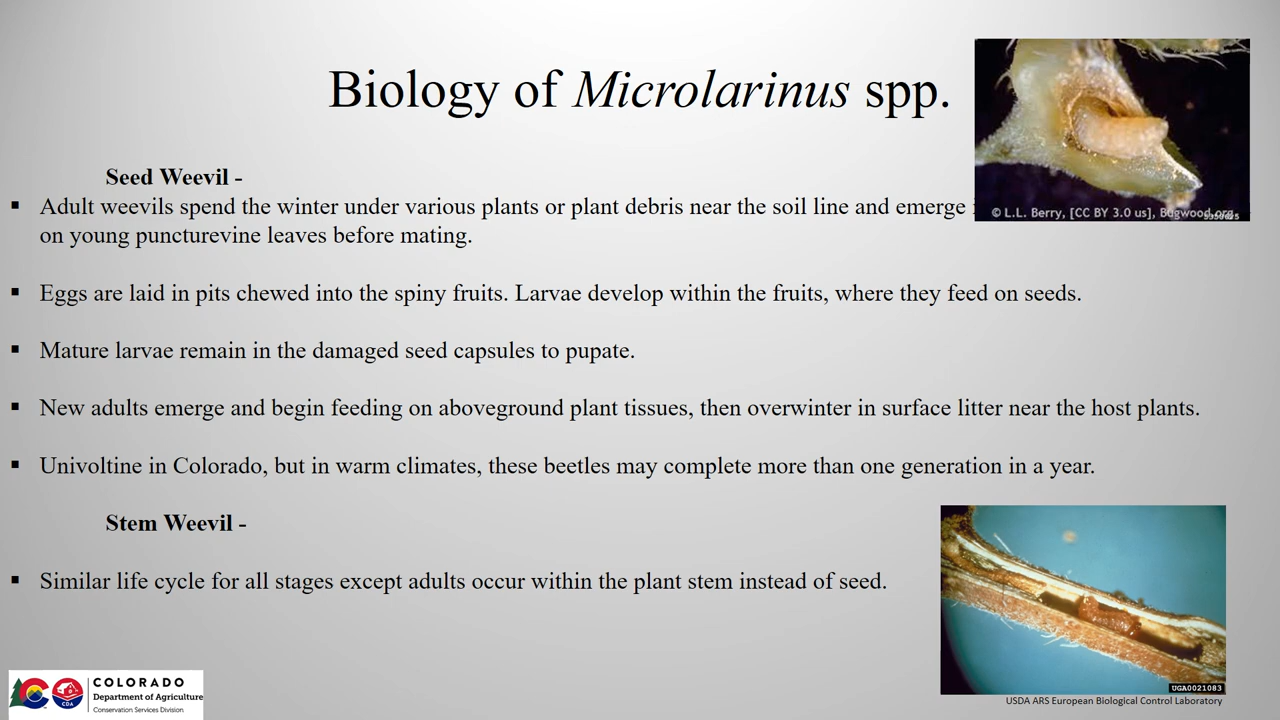 Biology of Microlarinus spp.
Seed Weevil -
▪ Adult weevils spend the winter under various plants or plant debris near the soil line and emerge
on young puncturevine leaves before mating.
▪ Eggs are laid in pits chewed into the spiny fruits. Larvae develop within the fruits, where they feed on seeds.
▪ Mature larvae remain in the damaged seed capsules to pupate.
▪ New adults emerge and begin feeding on aboveground plant tissues, then overwinter in surface litter near the host plants.
▪ Univoltine in Colorado, but in warm climates, these beetles may complete more than one generation in a year.
Stem Weevil -
▪ Similar life cycle for all stages except adults occur within the plant stem instead of seed.
© L.L. Berry, [CC BY 3.0 us], Bugwood.org
UGA0021083
USDA ARS European Biological Control Laboratory
COLORADO
Department of Agriculture
Conservation Services Division
CDA